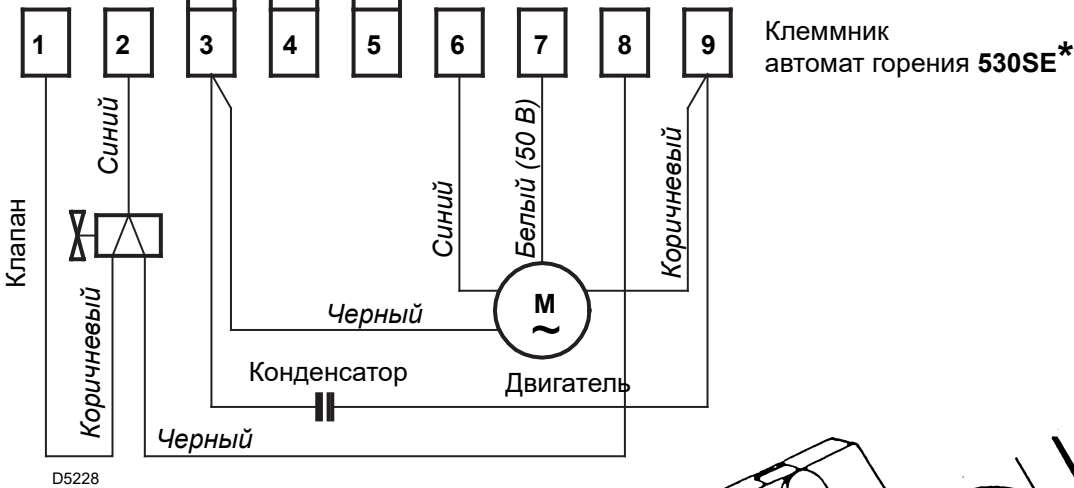 1 2 3 4 5 6 7 8 9
Клеммник
автомат горения 530SE*
Синий
Клапан
Коричневый
Синий
Белый (50 В)
Коричневый
Черный
M
~
Конденсатор
Двигатель
Черный
D5228